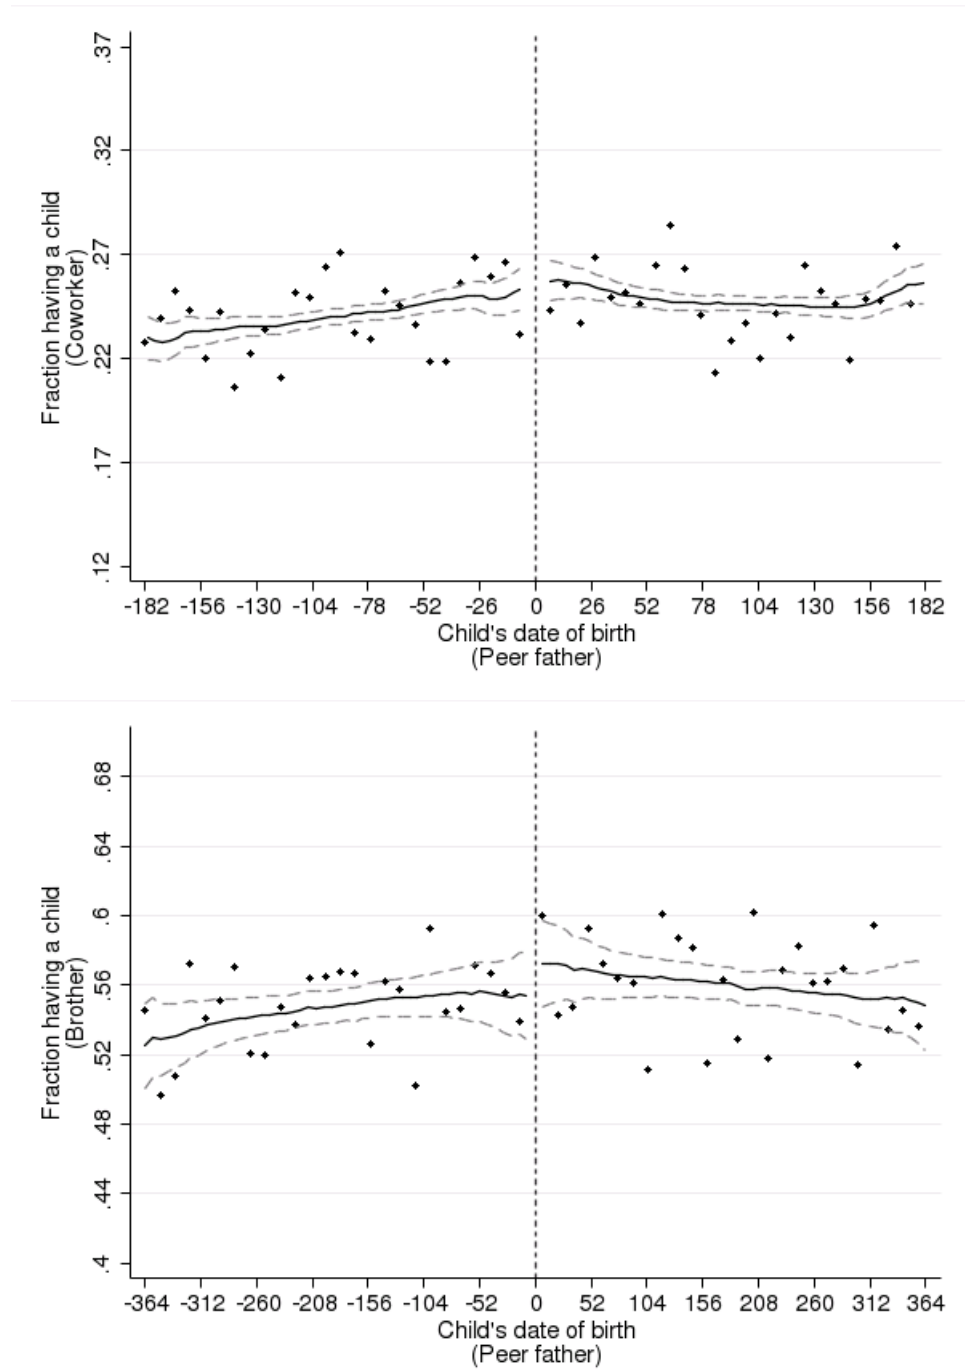 Fraction having a child
(Coworker)
.37
.32
.27
.22
.17
.12
-182 -156 -130 -104 -78 -52 -26 0 26 52 78 104 130 156 182
Child's date of birth
(Peer father)
Fraction having a child
(Brother)
.68
.64
.6
.56
.52
.48
.44
.4
-364 -312 -260 -208 -156 -104 -52 0 52 104 156 208 260 312 364
Child's date of birth
(Peer father)